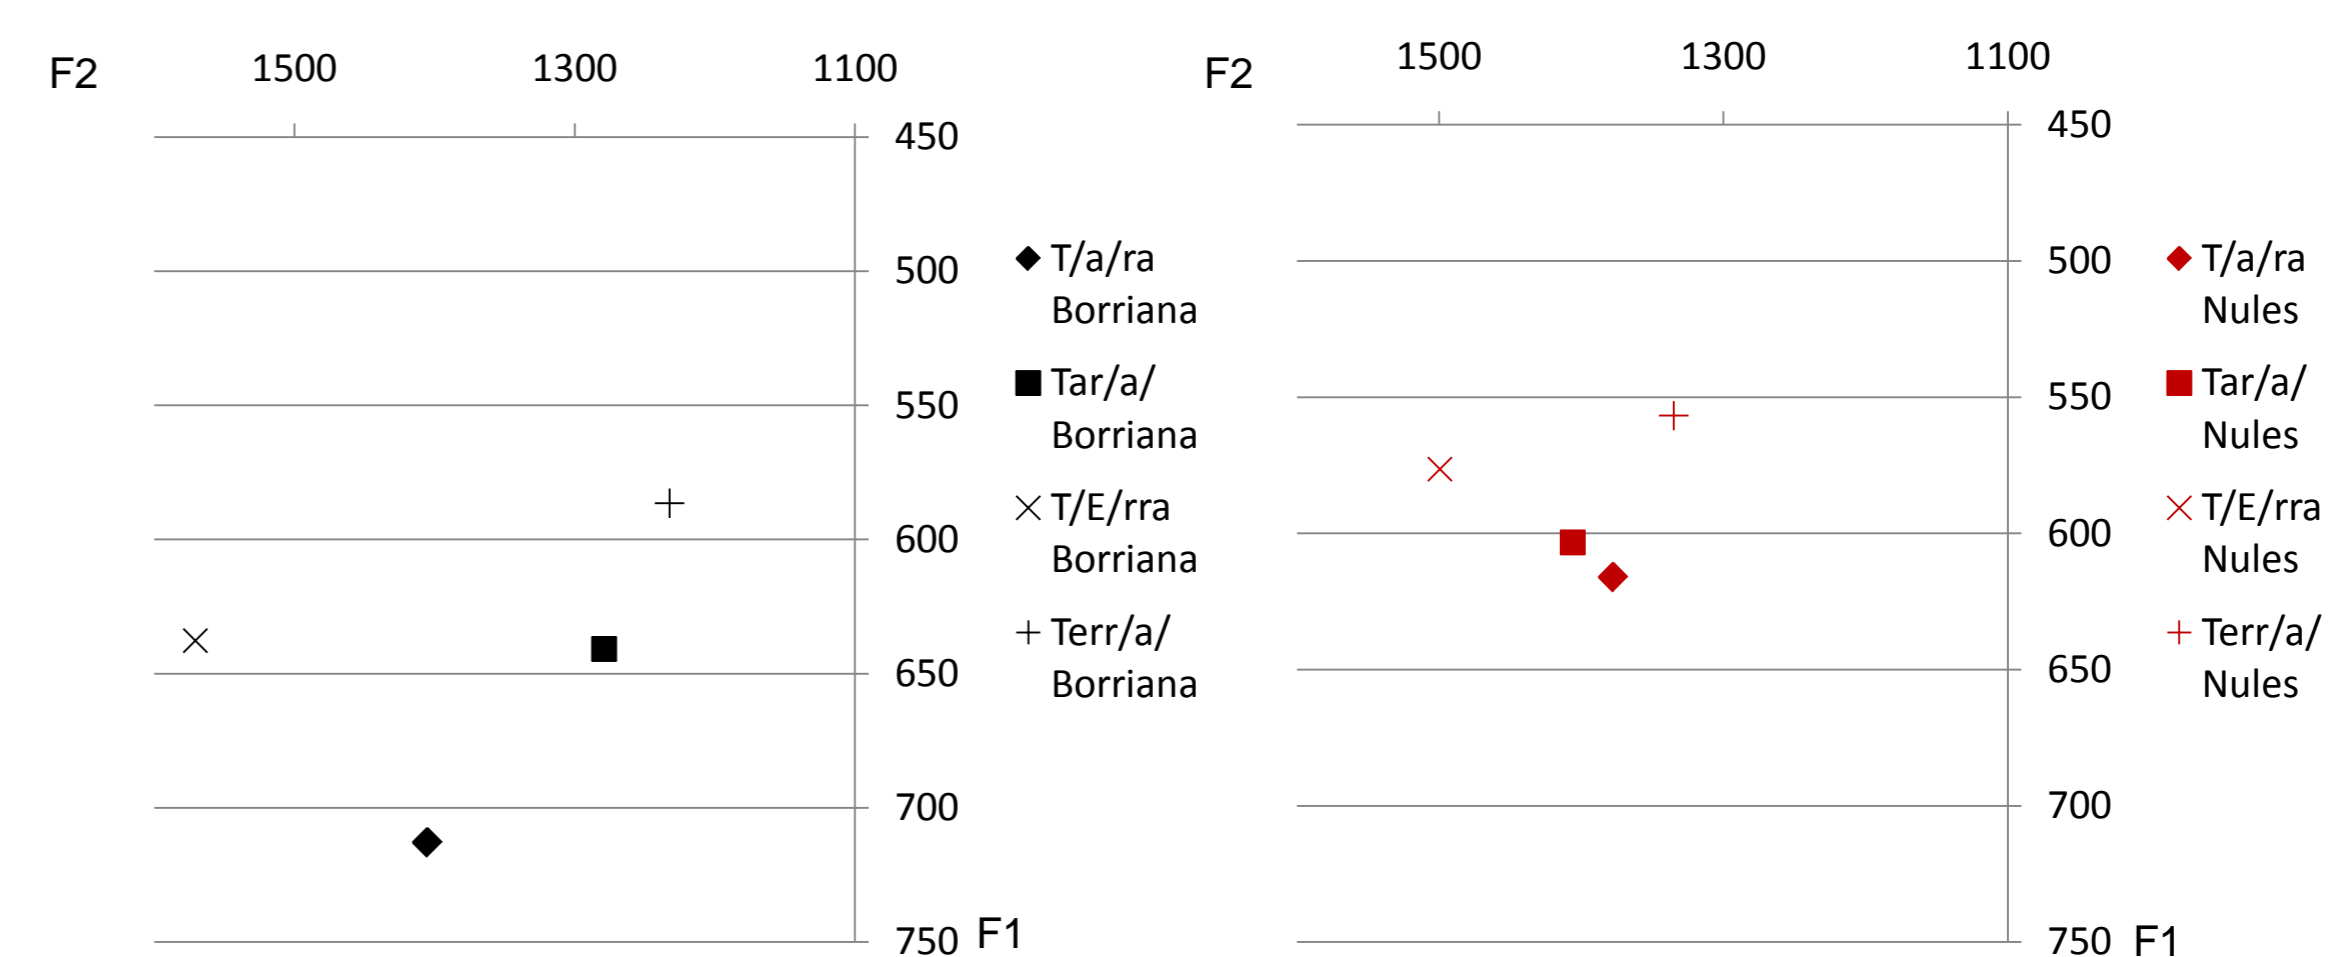 F2 1500 1300 1100
450
500
550
600
650
700
750 F1
T/a/ra
Borriana
Tar/a/
Borriana
T/E/rra
Borriana
Terr/a/
Borriana
F2 1500 1300 1100
450
500
550
600
650
700
750 F1
T/a/ra
Nules
Tar/a/
Nules
T/E/rra
Nules
Terr/a/
Nules